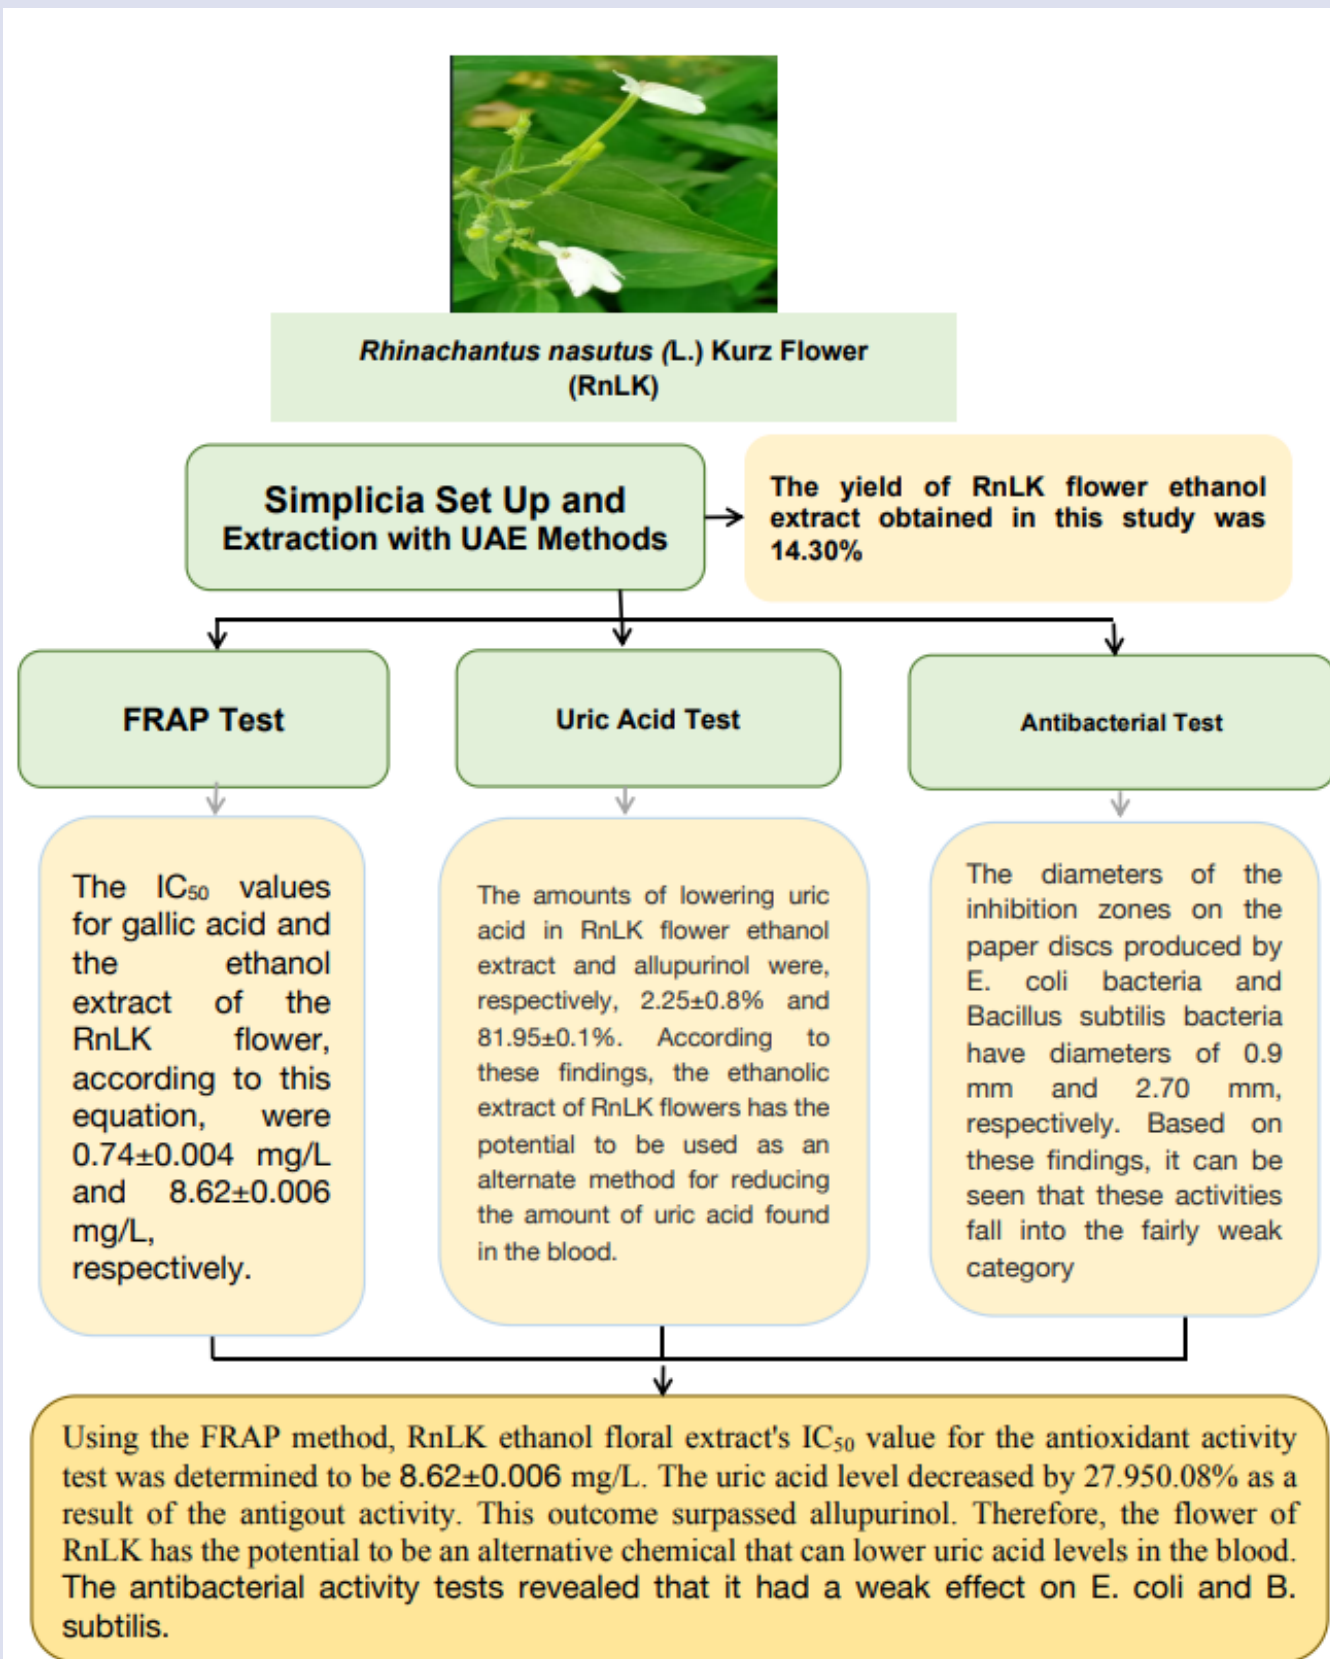 Rhinachantus nasutus (L.) Kurz Flower
(RnLK)
Simplicia Set Up and
Extraction with UAE Methods
The yield of RnLK flower ethanol
extract obtained in this study was
14.30%
FRAP Test
Uric Acid Test
Antibacterial Test
The IC₅₀ values
for gallic acid and
the ethanol
extract of the
RnLK flower,
according to this
equation, were
0.74±0.004 mg/L
and 8.62±0.006
mg/L,
respectively.
The amounts of lowering uric
acid in RnLK flower ethanol
extract and allupurinol were,
respectively, 2.25±0.8% and
81.95±0.1%. According to
these findings, the ethanolic
extract of RnLK flowers has the
potential to be used as an
alternate method for reducing
the amount of uric acid found
in the blood.
The diameters of the
inhibition zones on the
paper discs produced by
E. coli bacteria and
Bacillus subtilis bacteria
have diameters of 0.9
mm and 2.70 mm,
respectively. Based on
these findings, it can be
seen that these activities
fall into the fairly weak
category
Using the FRAP method, RnLK ethanol floral extract's IC₅₀ value for the antioxidant activity
test was determined to be 8.62±0.006 mg/L. The uric acid level decreased by 27.950.08% as a
result of the antigout activity. This outcome surpassed allupurinol. Therefore, the flower of
RnLK has the potential to be an alternative chemical that can lower uric acid levels in the blood.
The antibacterial activity tests revealed that it had a weak effect on E. coli and B.
subtilis.